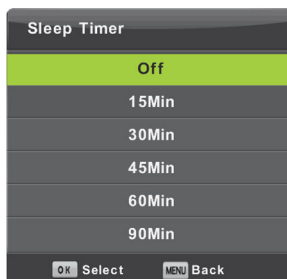 Sleep Timer
Off
15Min
30Min
45Min
60Min
90Min
OK Select MENU Back